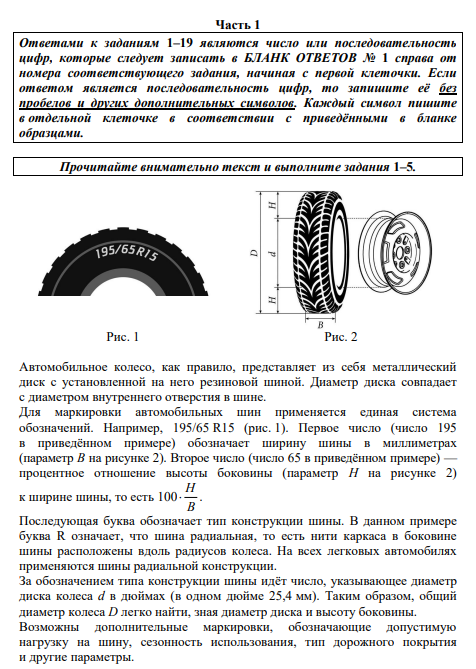 Часть 1
Ответами к заданиям 1–19 являются число или последовательность
цифр, которые следует записать в БЛАНК ОТВЕТОВ № 1 справа от
номера соответствующего задания, начиная с первой клеточки. Если
ответом является последовательность цифр, то запишите её без
пробелов и других дополнительных символов. Каждый символ пишите
в отдельной клеточке в соответствии с приведёнными в бланке
образцами.
Прочитайте внимательно текст и выполните задания 1–5.
195/65R15
D
H
d
H
B
Рис. 1
Рис. 2
Автомобильное колесо, как правило, представляет из себя металлический
диск с установленной на него резиновой шиной. Диаметр диска совпадает
с диаметром внутреннего отверстия в шине.
Для маркировки автомобильных шин применяется единая система
обозначений. Например, 195/65 R15 (рис. 1). Первое число (число 195
в приведённом примере) обозначает ширину шины в миллиметрах
(параметр B на рисунке 2). Второе число (число 65 в приведённом примере) —
процентное отношение высоты боковины (параметр H на рисунке 2)
к ширине шины, то есть 100 · H/B .
Последующая буква обозначает тип конструкции шины. В данном примере
буква R означает, что шина радиальная, то есть нити каркаса в боковине
шины расположены вдоль радиусов колеса. На всех легковых автомобилях
применяются шины радиальной конструкции.
За обозначением типа конструкции шины идёт число, указывающее диаметр
диска колеса d в дюймах (в одном дюйме 25,4 мм). Таким образом, общий
диаметр колеса D легко найти, зная диаметр диска и высоту боковины.
Возможны дополнительные маркировки, обозначающие допустимую
нагрузку на шину, сезонность использования, тип дорожного покрытия
и другие параметры.